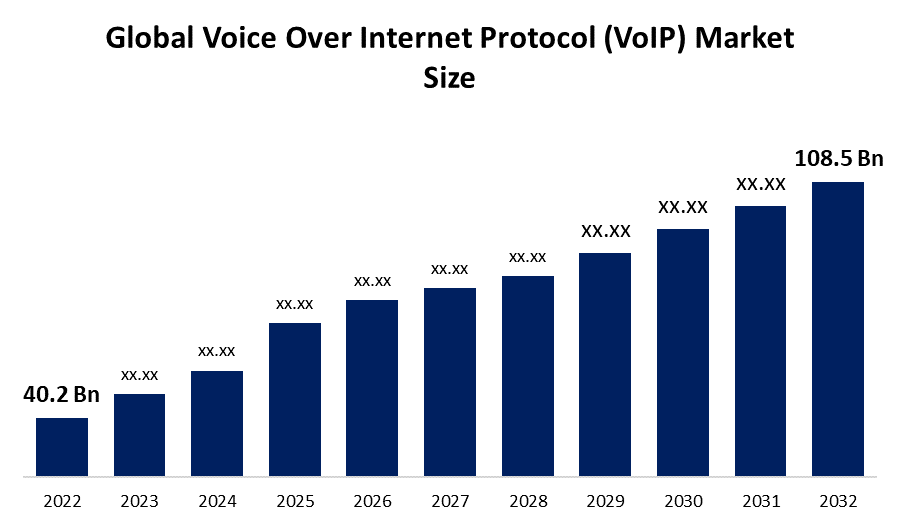 Global Voice Over Internet Protocol (VoIP) Market
Size
40.2 Bn
xx.xx
xx.xx
xx.xx
xx.xx
xx.xx
xx.xx
xx.xx
xx.xx
xx.xx
108.5 Bn
2022 2023 2024 2025 2026 2027 2028 2029 2030 2031 2032